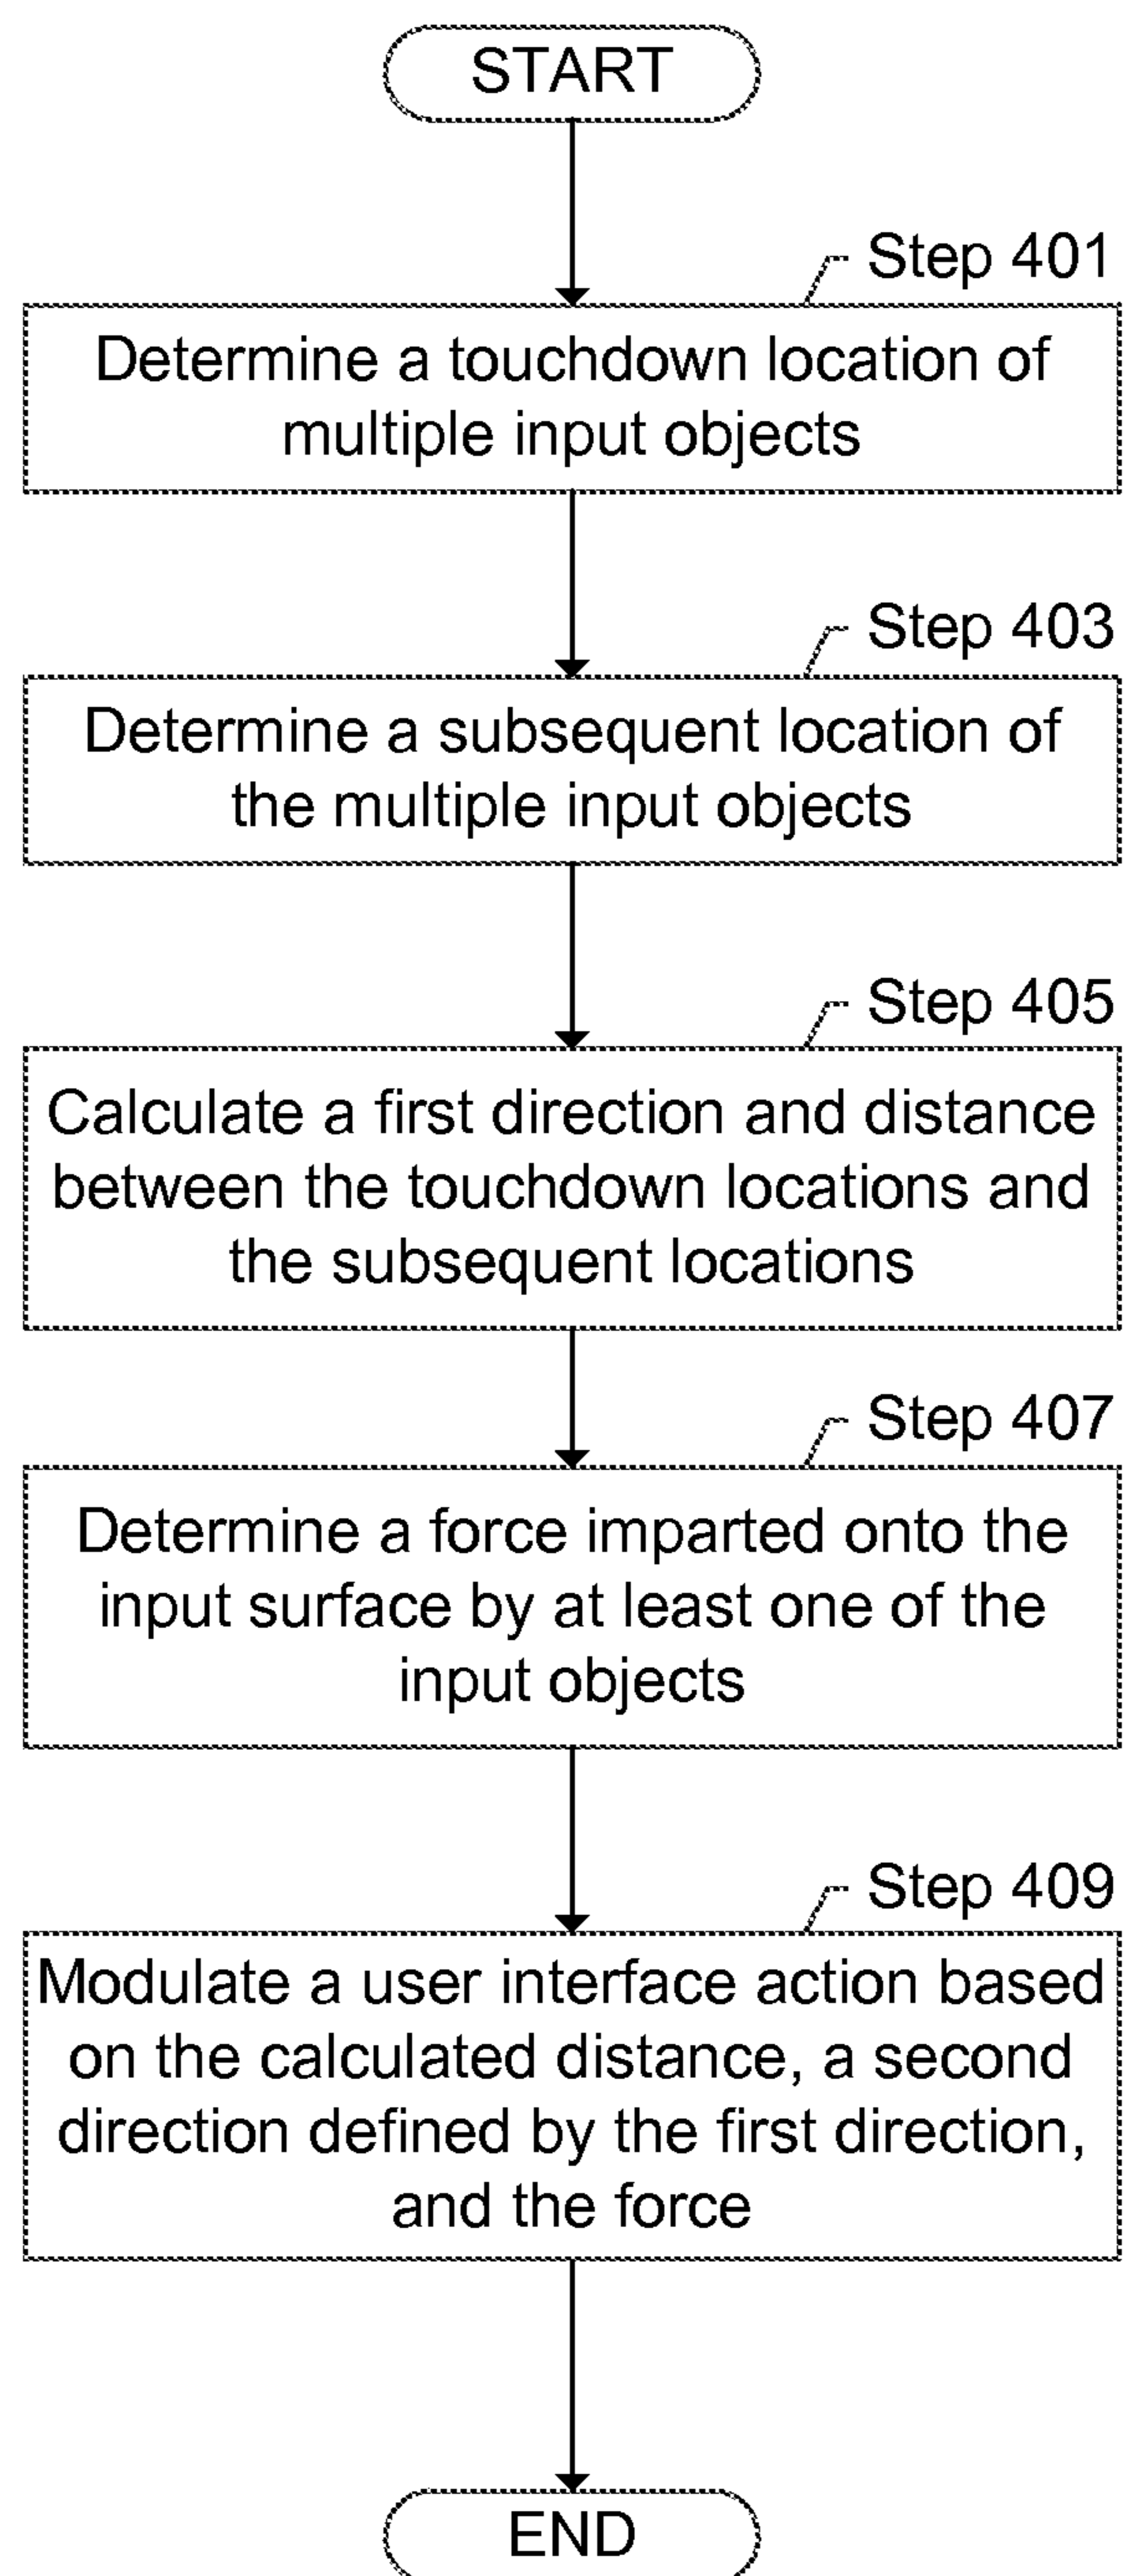 START
Step 401
Determine a touchdown location of
multiple input objects
Step 403
Determine a subsequent location of
the multiple input objects
Step 405
Calculate a first direction and distance
between the touchdown locations and
the subsequent locations
Step 407
Determine a force imparted onto the
input surface by at least one of the
input objects
Step 409
Modulate a user interface action based
on the calculated distance, a second
direction defined by the first direction,
and the force
END